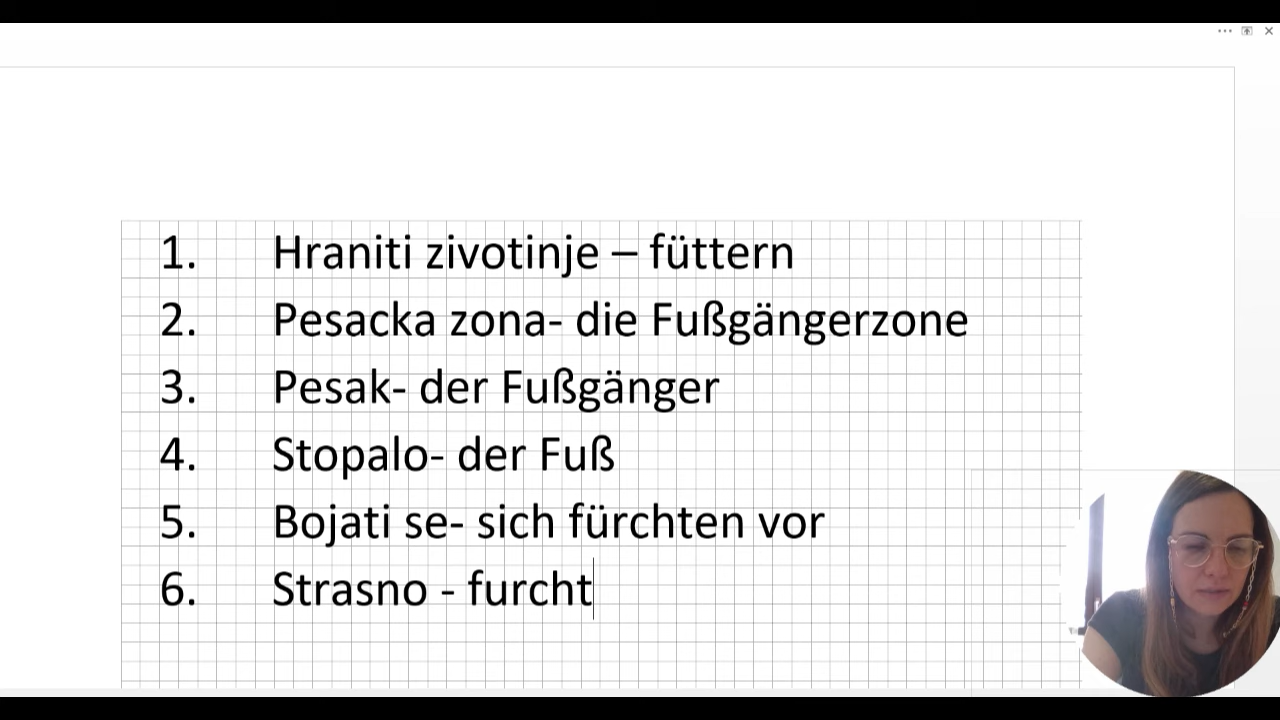 1. Hraniti zivotinje – füttern
2. Pesacka zona- die Fußgängerzone
3. Pesak- der Fußgänger
4. Stopalo- der Fuß
5. Bojati se- sich fürchten vor
6. Strasno - furcht